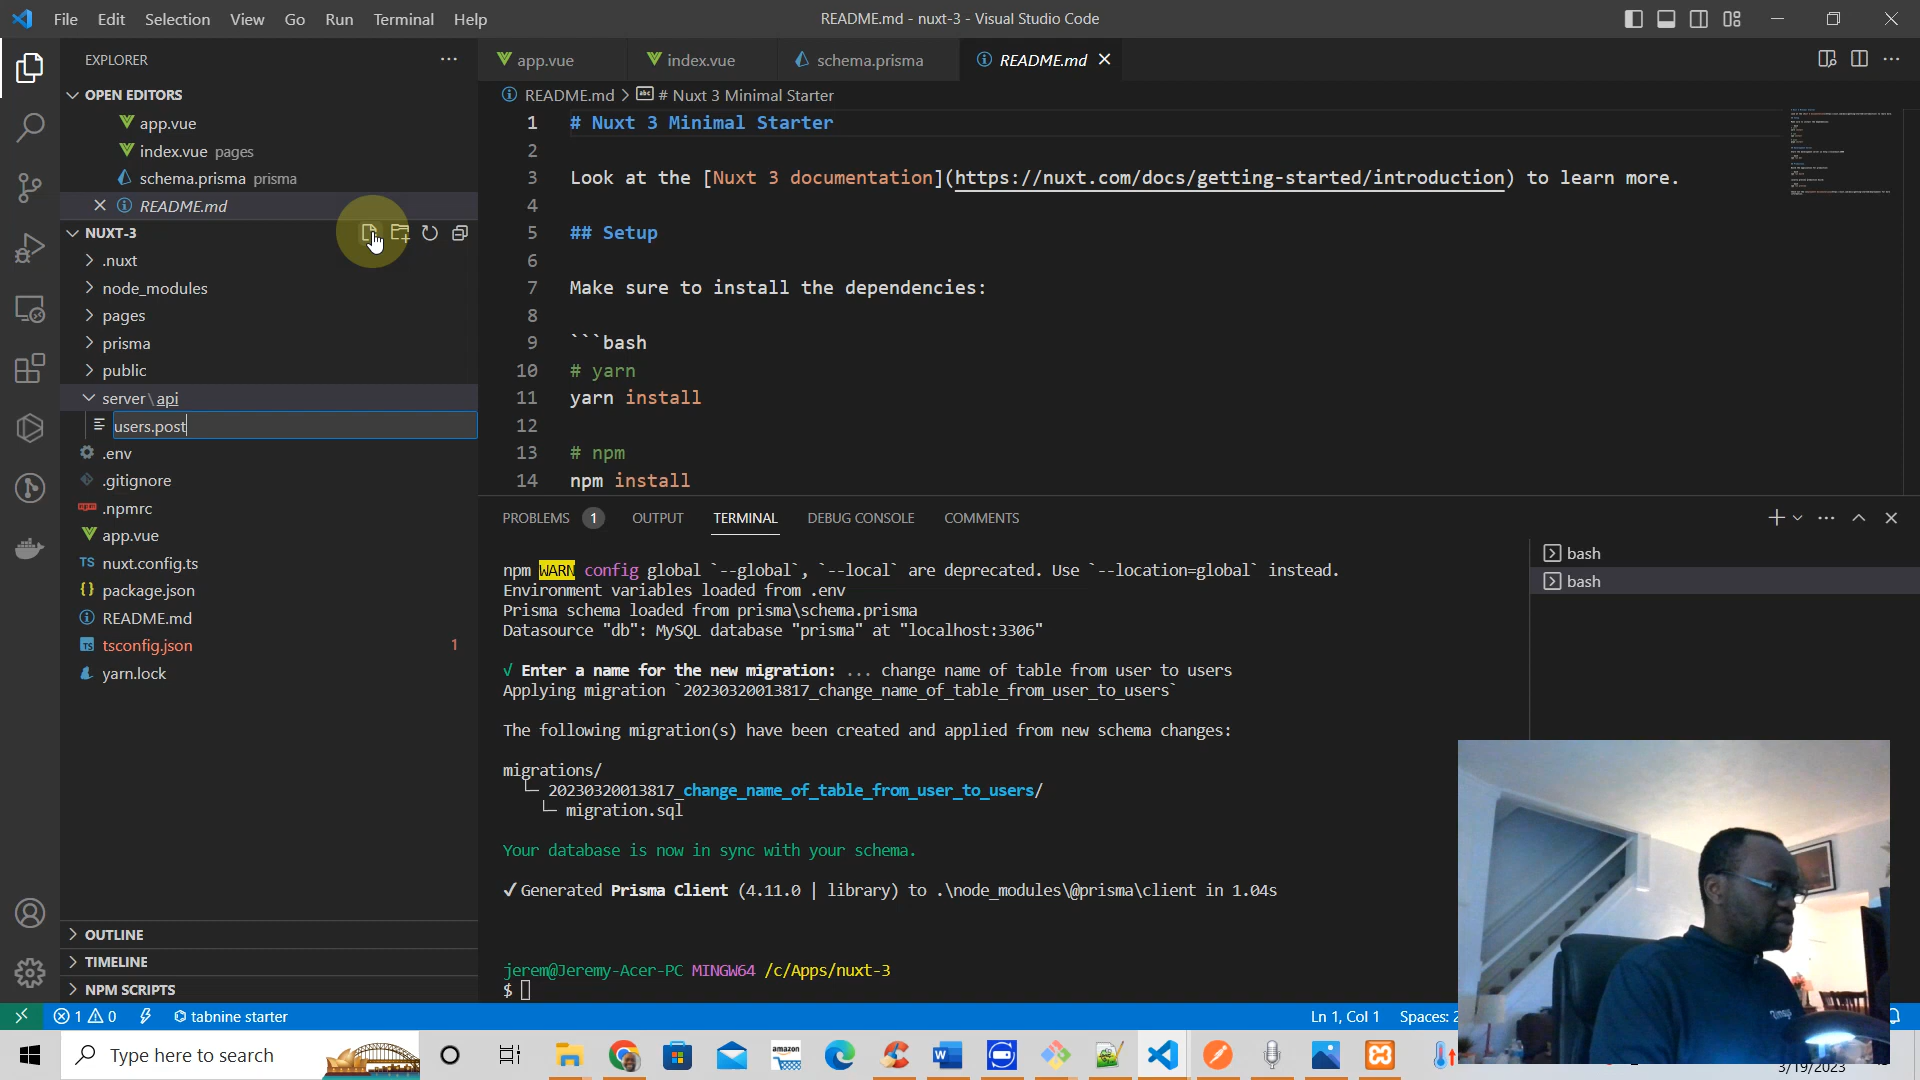 File Edit Selection View Go Run Terminal Help
README.md - nuxt-3 - Visual Studio Code
EXPLORER
OPEN EDITORS
app.vue
index.vue pages
schema.prisma prisma
README.md
NUXT-3
.nuxt
node_modules
pages
prisma
public
server\api
users.post
.env
.gitignore
.npmrc
app.vue
TS nuxt.config.ts
{} package.json
README.md
TS tsconfig.json 1
yarn.lock
OUTLINE
TIMELINE
NPM SCRIPTS
app.vue index.vue schema.prisma README.md
README.md > abc # Nuxt 3 Minimal Starter
1 # Nuxt 3 Minimal Starter
2
3 Look at the [Nuxt 3 documentation](https://nuxt.com/docs/getting-started/introduction) to learn more.
4
5 ## Setup
6
7 Make sure to install the dependencies:
8
9 ```bash
10 # yarn
11 yarn install
12
13 # npm
14 npm install
PROBLEMS 1 OUTPUT TERMINAL DEBUG CONSOLE COMMENTS
npm WARN config global `--global`, `--local` are deprecated. Use `--location=global` instead.
Environment variables loaded from .env
Prisma schema loaded from prisma\schema.prisma
Datasource "db": MySQL database "prisma" at "localhost:3306"
√ Enter a name for the new migration: ... change name of table from user to users
Applying migration `20230320013817_change_name_of_table_from_user_to_users`
The following migration(s) have been created and applied from new schema changes:
migrations/
└─ 20230320013817_change_name_of_table_from_user_to_users/
└─ migration.sql
Your database is now in sync with your schema.
✓Generated Prisma Client (4.11.0 | library) to .\node_modules\@prisma\client in 1.04s
jerem@Jeremy-Acer-PC MINGW64 /c/Apps/nuxt-3
$
bash
bash
1 0 tabnine starter
Ln 1, Col 1 Spaces: 2
Type here to search
amazon
3/19/2023